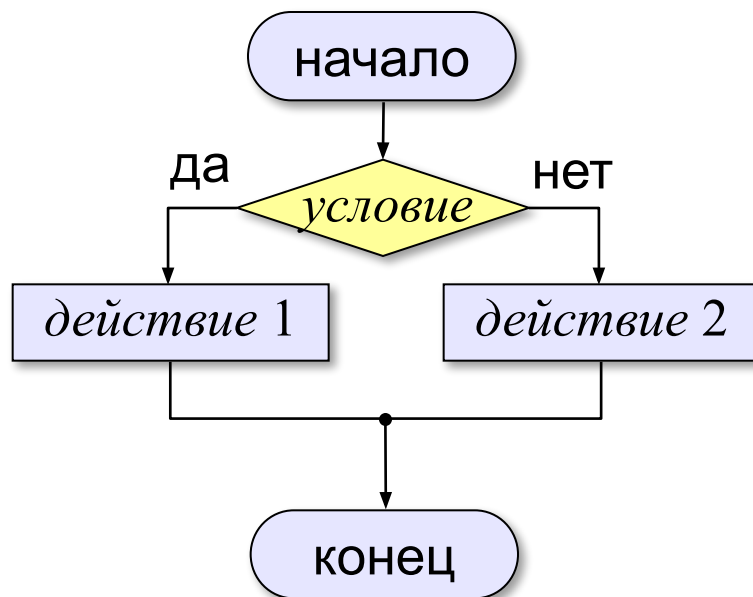 начало
да
нет
условие
действие 1
действие 2
конец